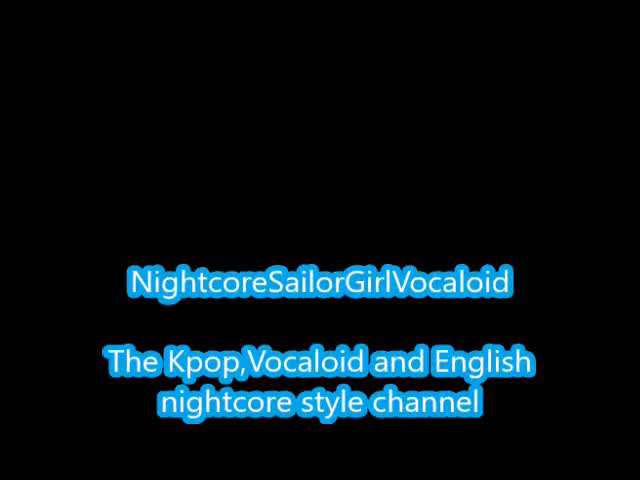 NightcoreSailorGirlVocaloid
The Kpop,Vocaloid and English
nightcore style channel